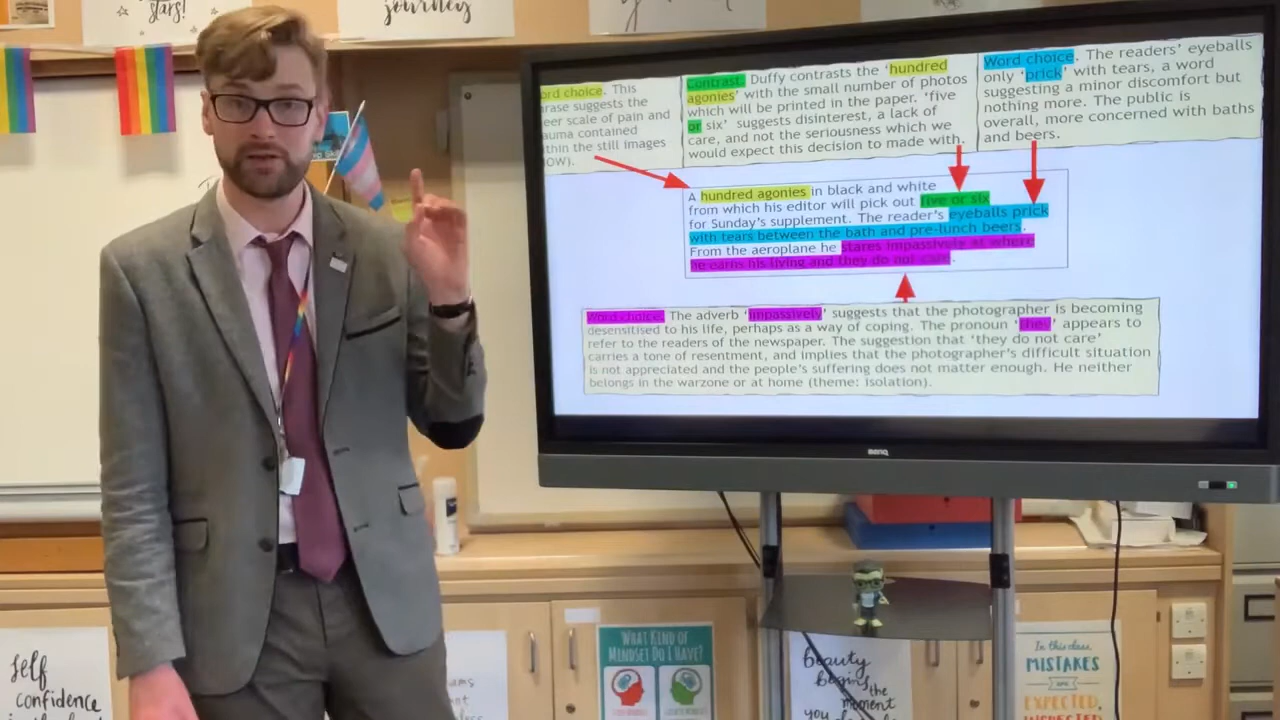 stars!
journey
ord choice. This
rase suggests the
eer scale of pain and
auma contained
thin the still images
OW).
Contrast. Duffy contrasts the 'hundred
agonies' with the small number of photos
which will be printed in the paper. 'five
or six' suggests disinterest, a lack of
care, and not the seriousness which we
would expect this decision to made with.
Word choice. The readers' eyeballs
only 'prick' with tears, a word
suggesting a minor discomfort but
nothing more. The public is
overall, more concerned with baths
and beers.
A hundred agonies in black and white
from which his editor will pick out five or six
for Sunday's supplement. The reader's eyeballs prick
with tears between the bath and pre-lunch beers.
From the aeroplane he stares impassively at where
he earns his living and they do not care.
Word choice. The adverb 'impassively' suggests that the photographer is becoming
desensitised to his life, perhaps as a way of coping. The pronoun 'they' appears to
refer to the readers of the newspaper. The suggestion that 'they do not care'
carries a tone of resentment, and implies that the photographer's difficult situation
is not appreciated and the people's suffering does not matter enough. He neither
belongs in the warzone or at home (theme: isolation).
BenQ
self
confidence
WHAT KIND OF
MINDSET DO I HAVE?
beauty
begins the
moment
you
In this class
MISTAKES
are
EXPECTED,